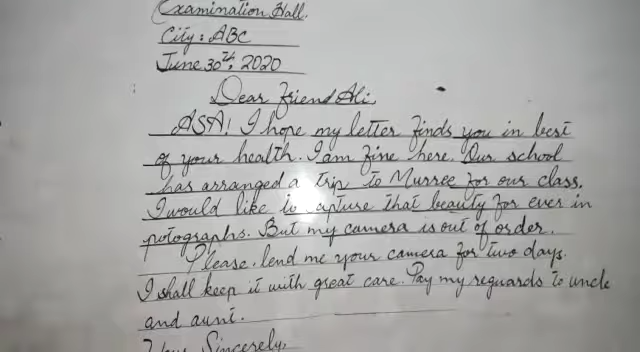 Examination Hall.
City: ABC
June 30th, 2020
Dear friend Ali,
ASA! I hope my letter finds you in best
of your health. I am fine here. Our school
has arranged a trip to Murree for our class.
I would like to apture that beauty for ever in
potographs. But my camera is out of order.
Please. lend me your camera for two days.
I shall keep it with great care. Pay my reguards to uncle
and aunt.
Your Sincerely,